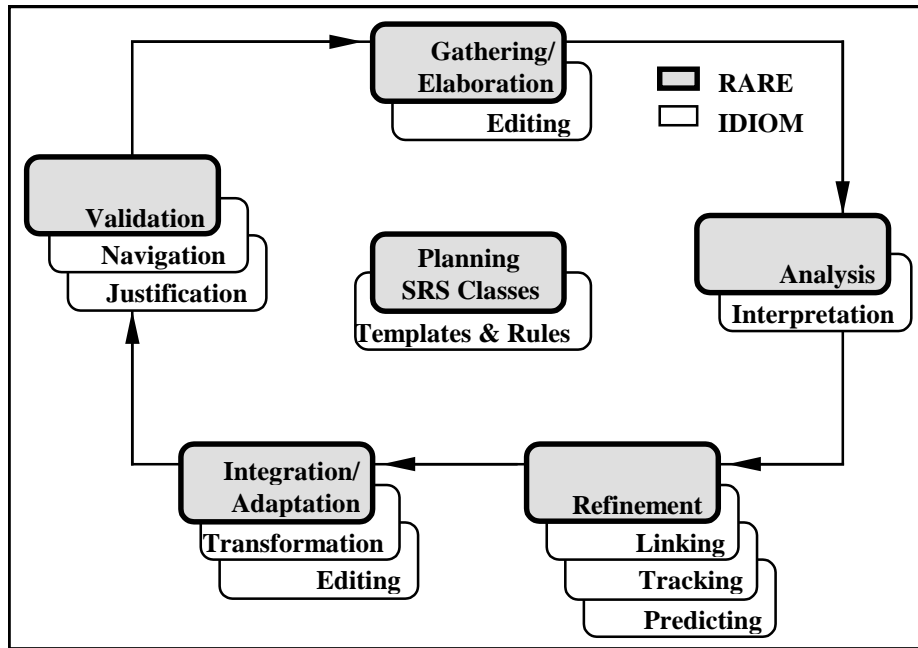 Gathering/
Elaboration
Editing
RARE
IDIOM
Validation
Navigation
Justification
Planning
SRS Classes
Templates & Rules
Analysis
Interpretation
Integration/
Adaptation
Transformation
Editing
Refinement
Linking
Tracking
Predicting